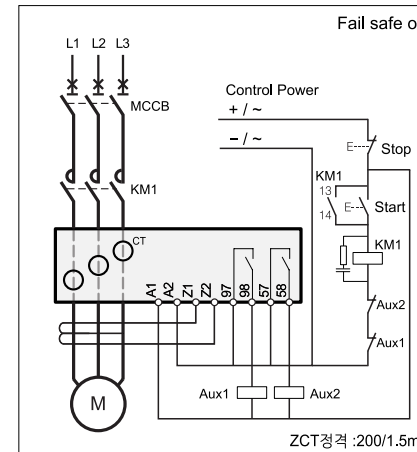 Fail safe o
L1 L2 L3
MCCB
Control Power
+ / ~
− / ~
E Stop
KM1
KM1
13
14
E Start
CT
KM1
A1 A2 Z1 Z2 97 98 57 58
Aux2
Aux1
Aux1
Aux2
M
ZCT정격 :200/1.5m